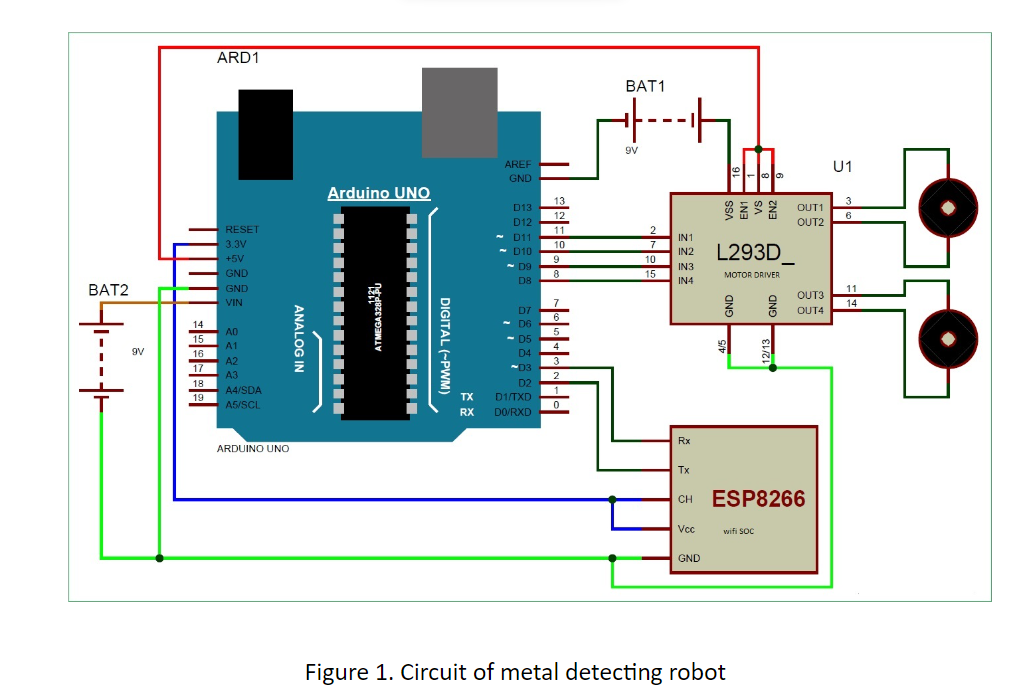 ARD1
BAT1
9V
AREF
GND
Arduino UNO
13
D13
12
D12
11
~ D11
10
~ D10
9
~ D9
8
D8
7
D7
6
~ D6
5
~ D5
4
D4
3
~D3
2
D2
1
TX D1/TXD
0
RX D0/RXD
RESET
3.3V
+5V
GND
GND
VIN
14
A0
15
A1
16
A2
17
A3
18
A4/SDA
19
A5/SCL
ANALOG IN
1121
ATMEGA328P-PU
DIGITAL (~PWM)
ARDUINO UNO
BAT2
9V
U1
16
1
8
9
VSS
EN1
VS
EN2
2
IN1
7
IN2
10
IN3
15
IN4
L293D_
MOTOR DRIVER
OUT1
3
OUT2
6
OUT3
11
OUT4
14
GND
GND
4/5
12/13
Rx
Tx
CH
ESP8266
Vcc
wifi SOC
GND
Figure 1. Circuit of metal detecting robot